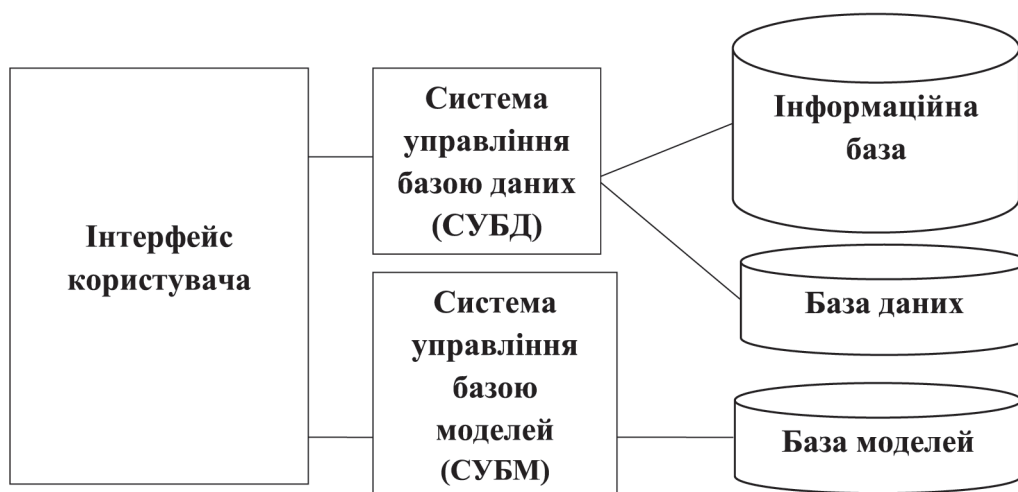 Інтерфейс
користувача
Система
управління
базою даних
(СУБД)
Система
управління
базою
моделей
(СУБМ)
Інформаційна
база
База даних
База моделей